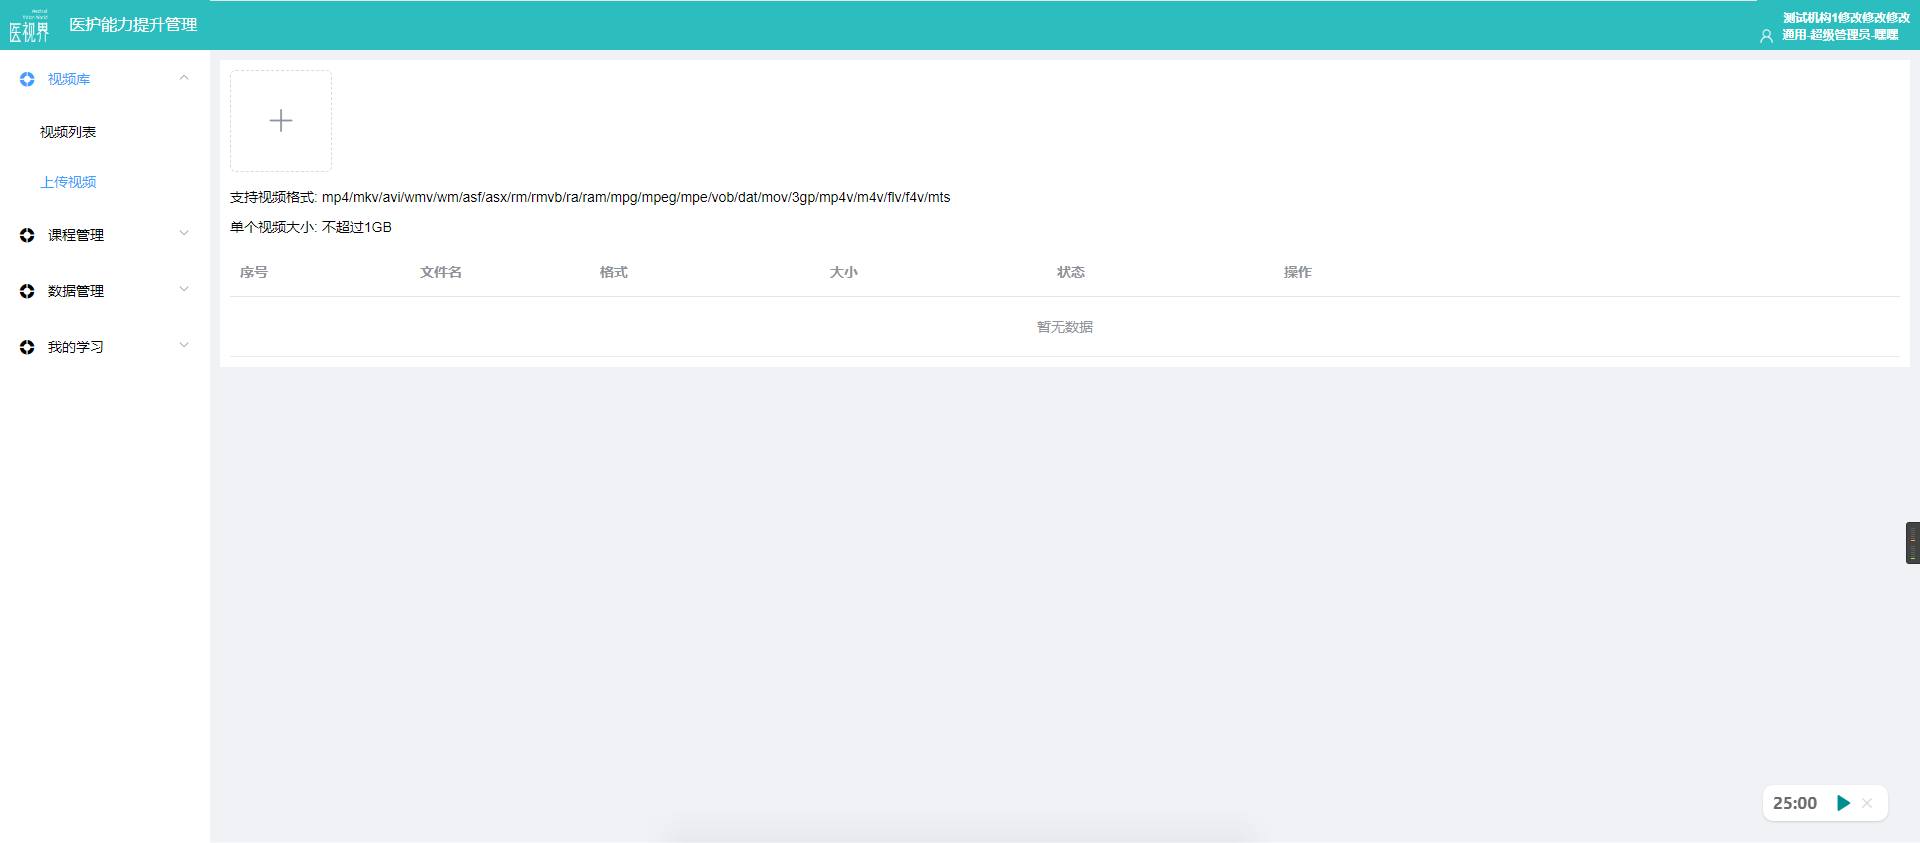 Medical
Vision World
医视界
医护能力提升管理
测试机构1修改修改修改
通用-超级管理员-嘿嘿
视频库
视频列表
上传视频
课程管理
数据管理
我的学习
支持视频格式: mp4/mkv/avi/wmv/wm/asf/asx/rm/rmvb/ra/ram/mpg/mpeg/mpe/vob/dat/mov/3gp/mp4v/m4v/flv/f4v/mts
单个视频大小: 不超过1GB
序号 文件名 格式 大小 状态 操作
暂无数据
25:00